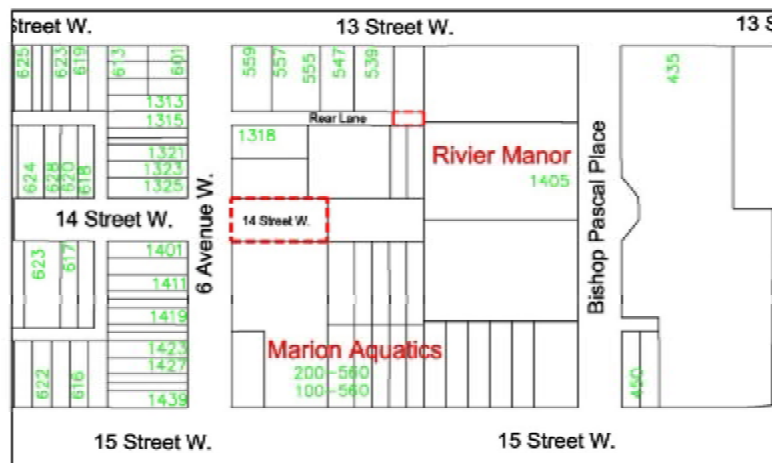 Street W.
13 Street W.
13 S
625
623
619
613
601
559
557
555
547
539
435
1313
1315
Rear Lane
1318
1321
1323
1325
624
628
620
618
Rivier Manor
1405
14 Street W.
14 Street W.
6 Avenue W.
Bishop Pascal Place
623
617
1401
1411
1419
1423
1427
1439
622
616
Marion Aquatics
200-560
100-560
450
15 Street W.
15 Street W.